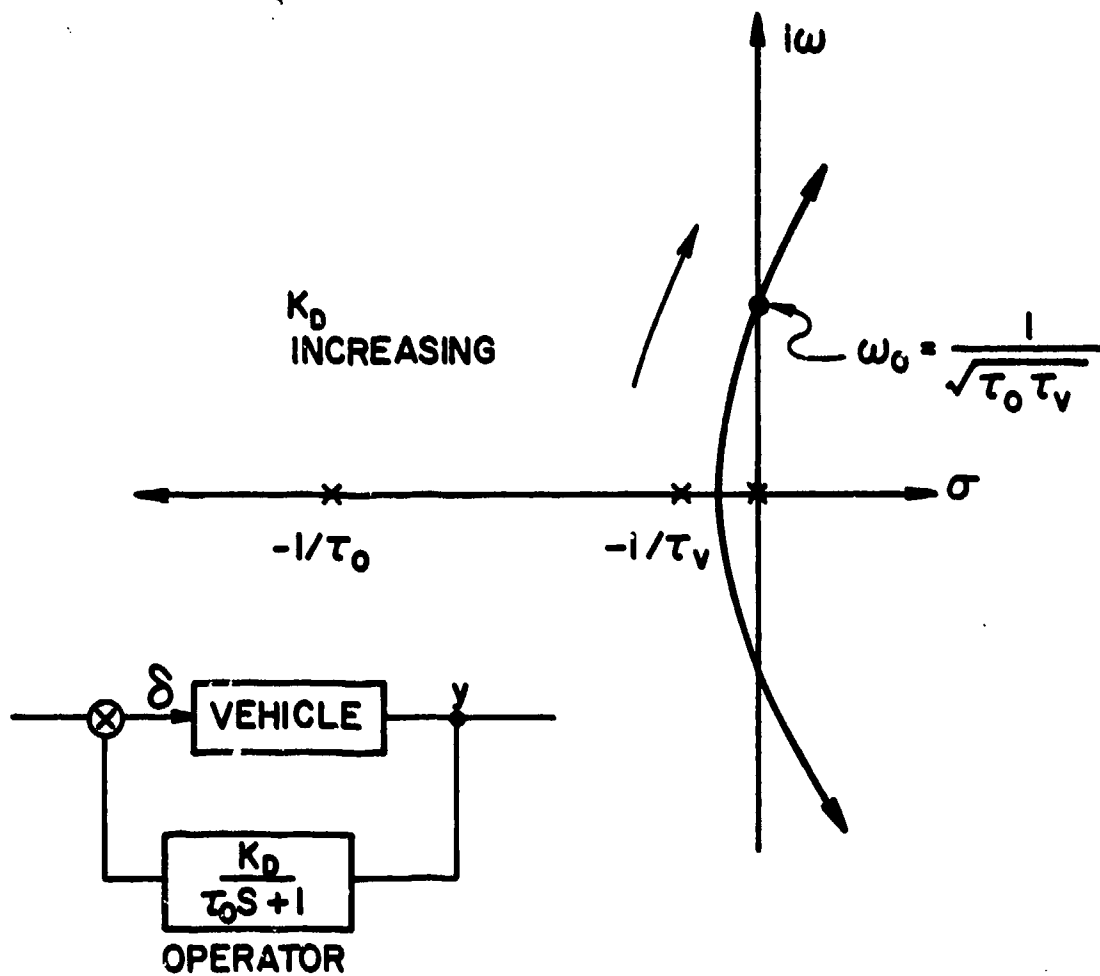 iω
K_D
INCREASING
ω_0 = 1/√(τ_0 τ_v)
σ
-1/τ_0
-1/τ_v
δ
VEHICLE
y
K_D
τ_0 S + 1
OPERATOR